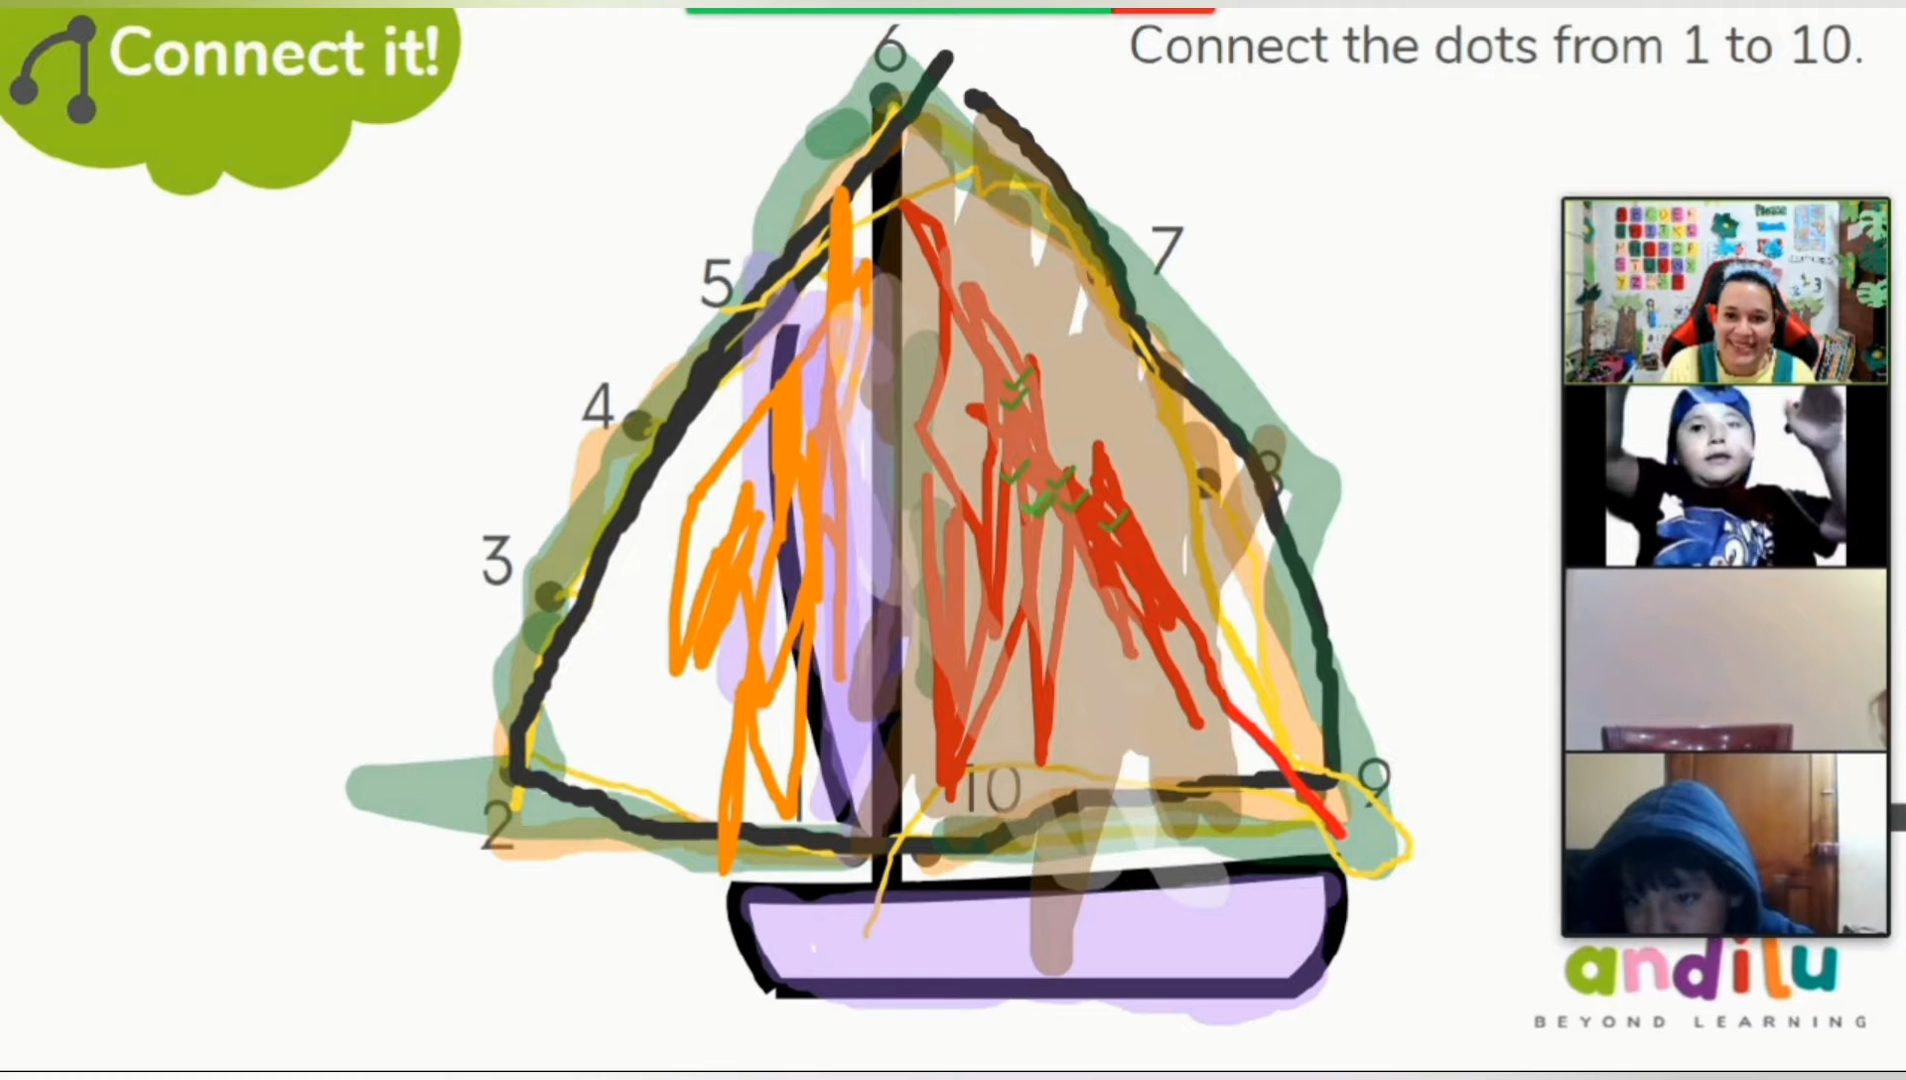 Connect it!
Connect the dots from 1 to 10.
6
7
5
4
8
3
10
9
1
2
andilu
BEYOND LEARNING